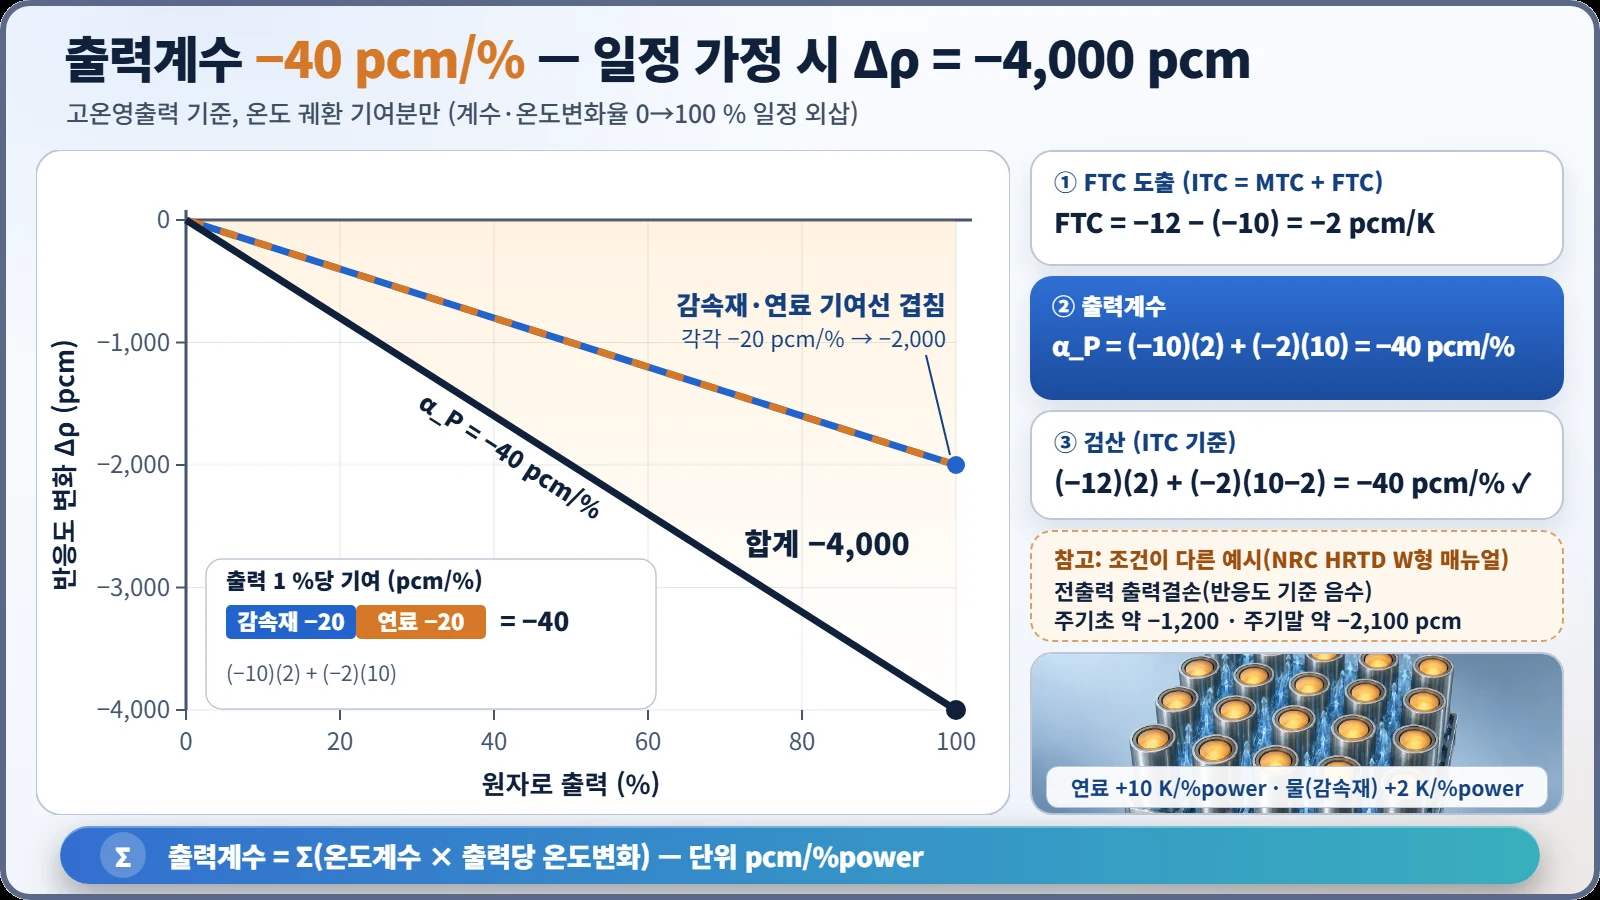 출력계수 −40 pcm/% — 일정 가정 시 Δρ = −4,000 pcm
고온영출력 기준, 온도 궤환 기여분만 (계수·온도변화율 0→100 % 일정 외삽)
0
−1,000
−2,000
−3,000
−4,000
반응도 변화 Δρ (pcm)
감속재·연료 기여선 겹침
각각 −20 pcm/% → −2,000
α_P = −40 pcm/%
합계 −4,000
출력 1 %당 기여 (pcm/%)
감속재 −20 연료 −20 = −40
(−10)(2) + (−2)(10)
0 20 40 60 80 100
원자로 출력 (%)
① FTC 도출 (ITC = MTC + FTC)
FTC = −12 − (−10) = −2 pcm/K
② 출력계수
α_P = (−10)(2) + (−2)(10) = −40 pcm/%
③ 검산 (ITC 기준)
(−12)(2) + (−2)(10−2) = −40 pcm/% ✓
참고: 조건이 다른 예시(NRC HRTD W형 매뉴얼)
전출력 출력결손(반응도 기준 음수)
주기초 약 −1,200 · 주기말 약 −2,100 pcm
연료 +10 K/%power · 물(감속재) +2 K/%power
Σ 출력계수 = Σ(온도계수 × 출력당 온도변화) — 단위 pcm/%power